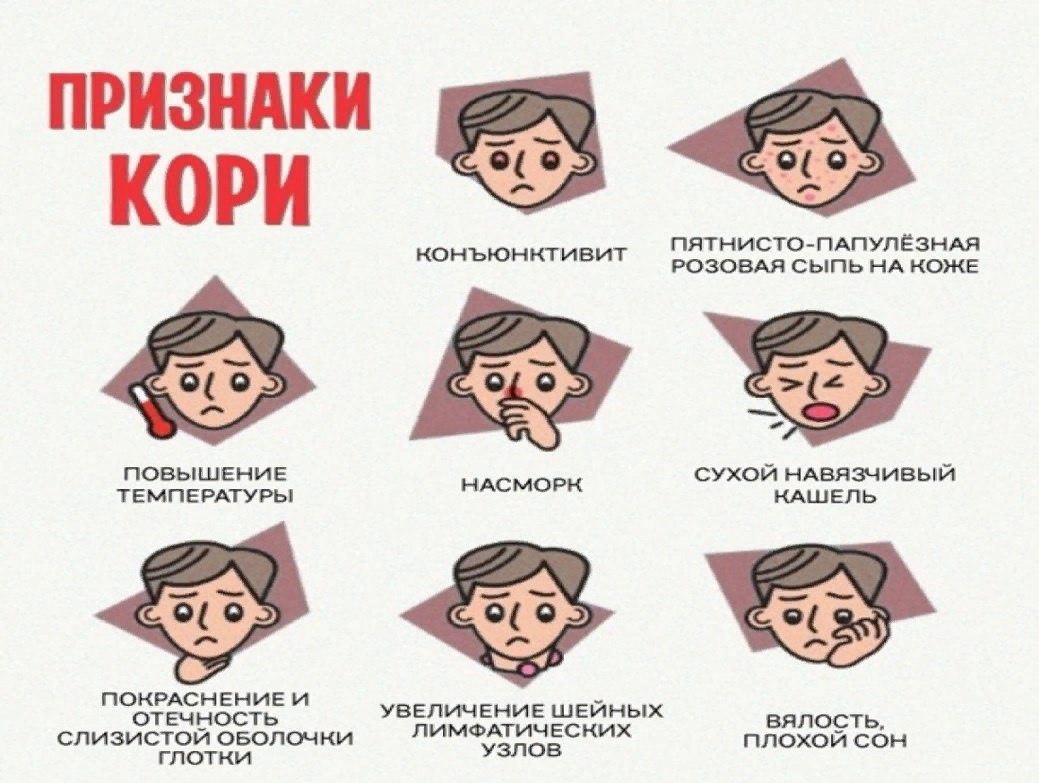 ПРИЗНАКИ
КОРИ
КОНЪЮНКТИВИТ
ПЯТНИСТО-ПАПУЛЁЗНАЯ
РОЗОВАЯ СЫПЬ НА КОЖЕ
ПОВЫШЕНИЕ
ТЕМПЕРАТУРЫ
НАСМОРК
СУХОЙ НАВЯЗЧИВЫЙ
КАШЕЛЬ
ПОКРАСНЕНИЕ И
ОТЕЧНОСТЬ
СЛИЗИСТОЙ ОБОЛОЧКИ
ГЛОТКИ
УВЕЛИЧЕНИЕ ШЕЙНЫХ
ЛИМФАТИЧЕСКИХ
УЗЛОВ
ВЯЛОСТЬ,
ПЛОХОЙ СОН